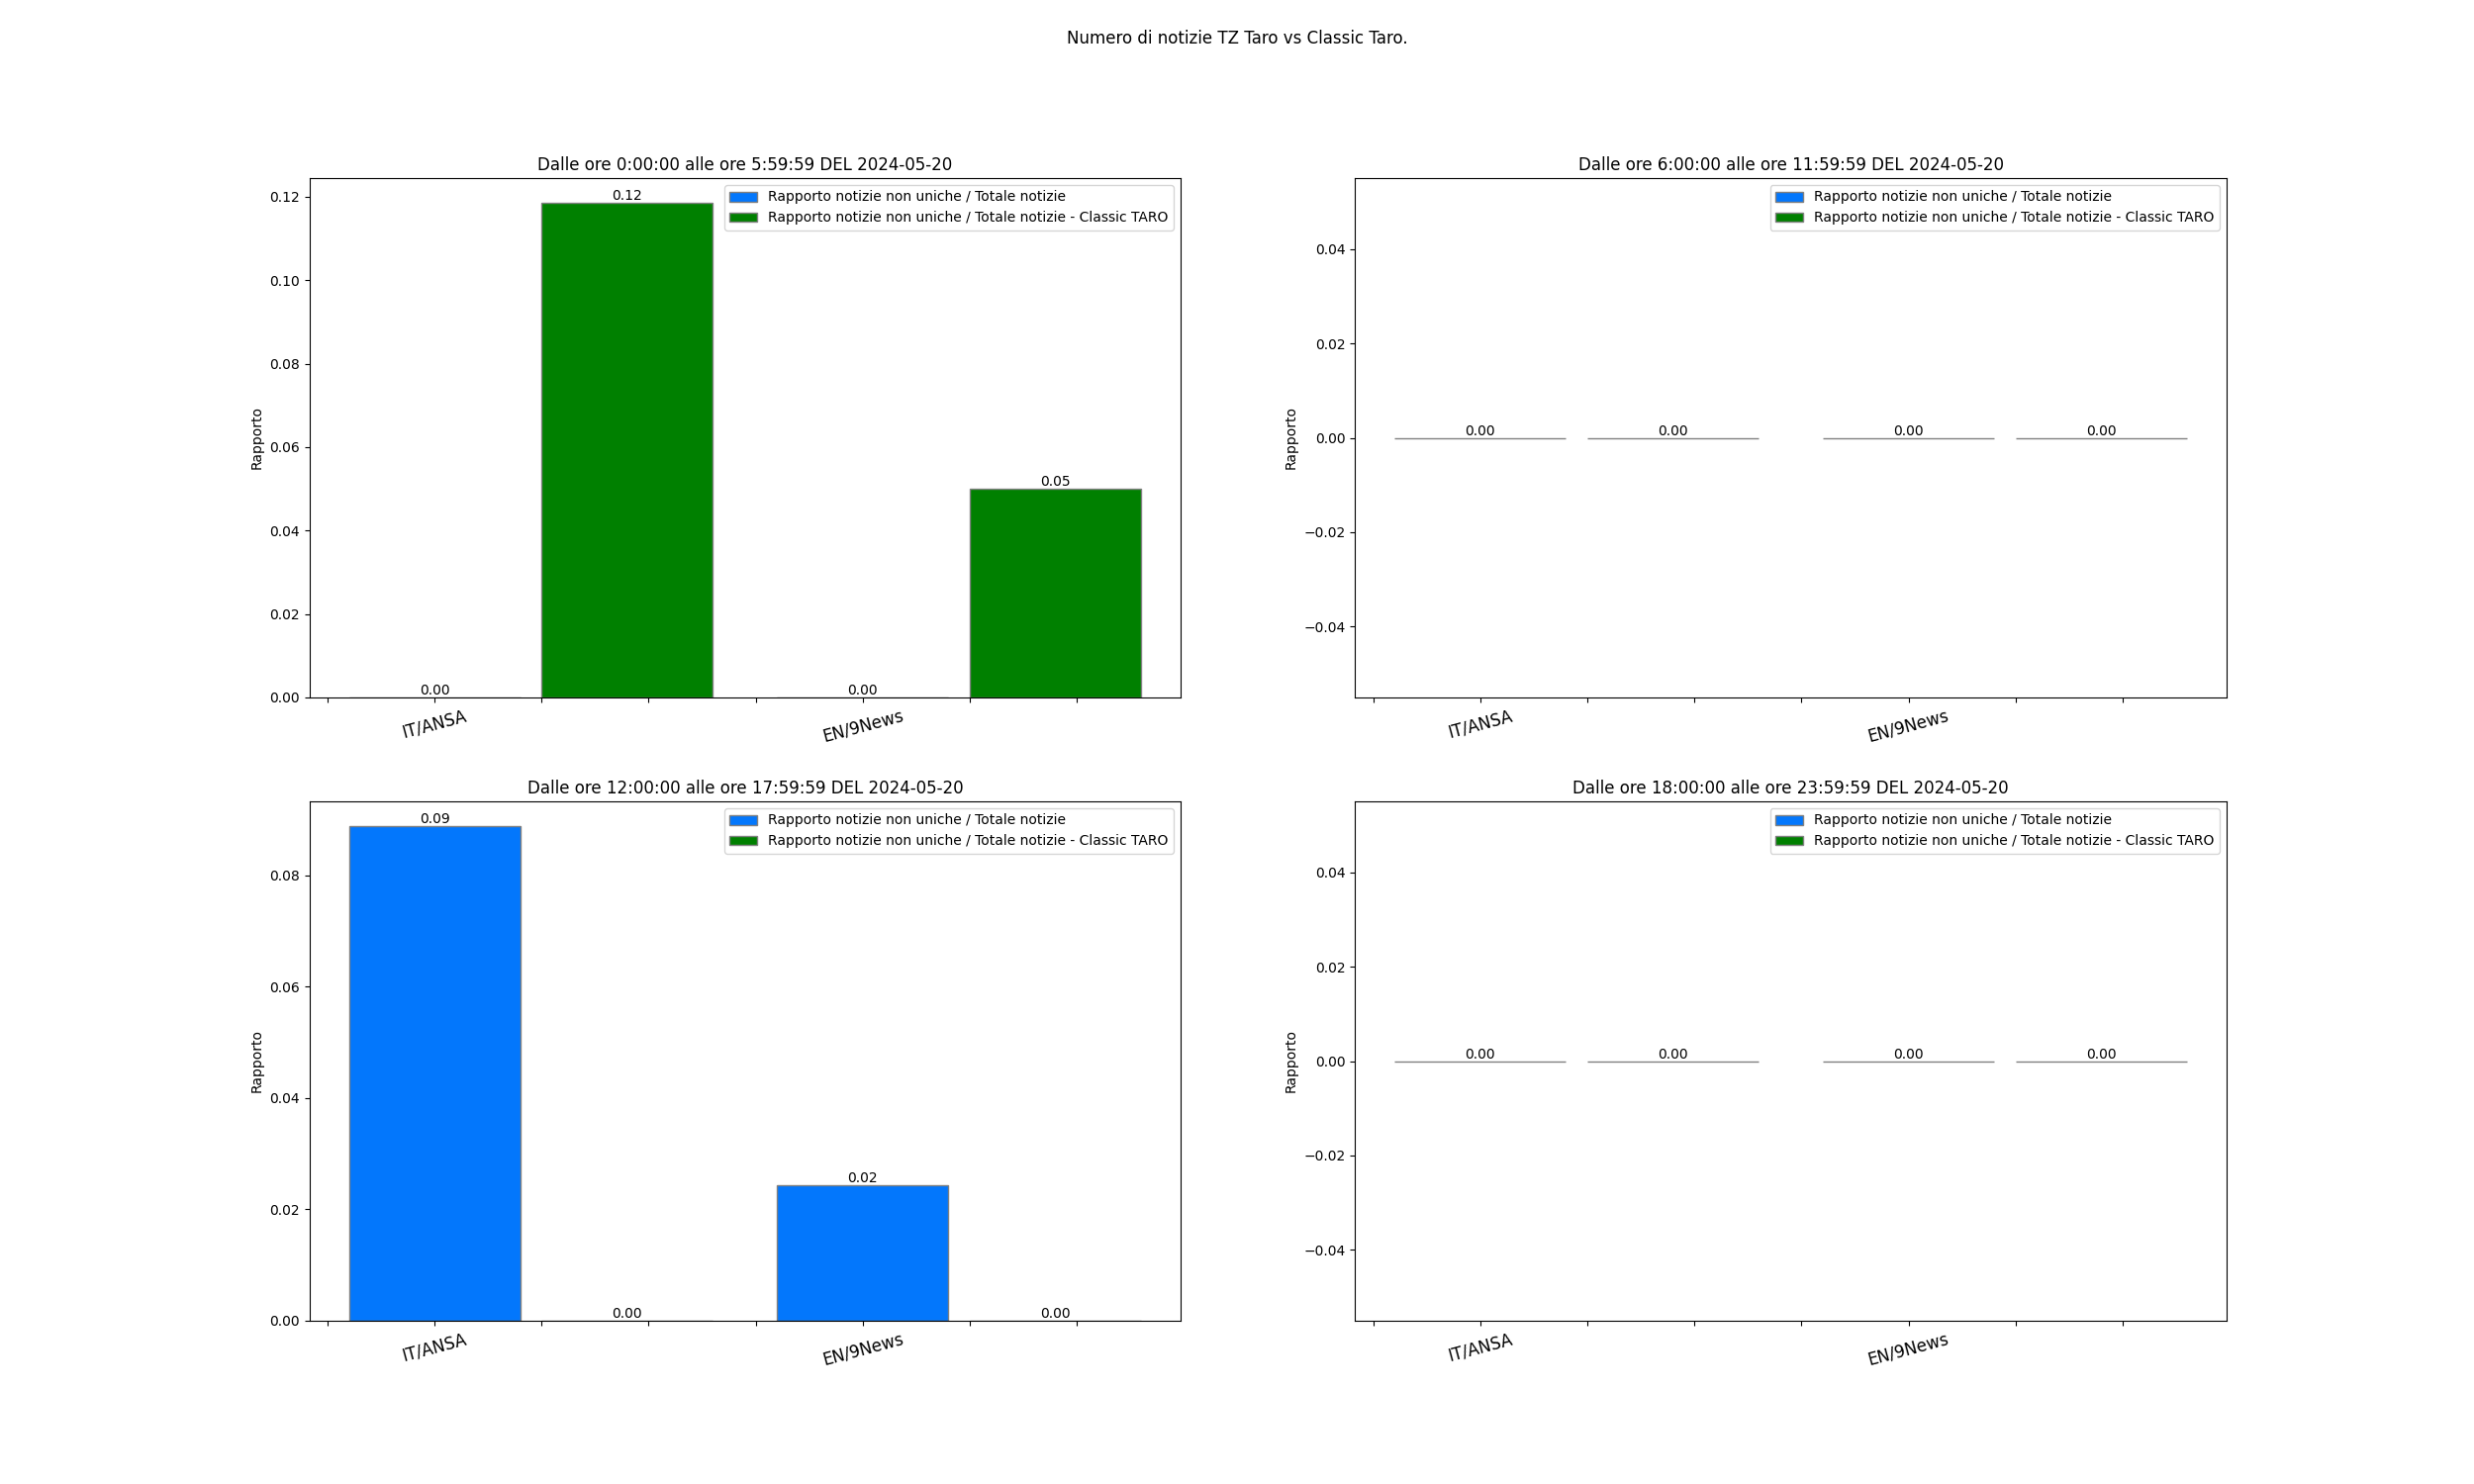 Numero di notizie TZ Taro vs Classic Taro.
Dalle ore 0:00:00 alle ore 5:59:59 DEL 2024-05-20
Rapporto notizie non uniche / Totale notizie
Rapporto notizie non uniche / Totale notizie - Classic TARO
Rapporto
0.12
0.10
0.08
0.06
0.04
0.02
0.00
0.00
0.12
0.00
0.05
IT/ANSA
EN/9News
Dalle ore 6:00:00 alle ore 11:59:59 DEL 2024-05-20
Rapporto notizie non uniche / Totale notizie
Rapporto notizie non uniche / Totale notizie - Classic TARO
Rapporto
0.04
0.02
0.00
−0.02
−0.04
0.00
0.00
0.00
0.00
IT/ANSA
EN/9News
Dalle ore 12:00:00 alle ore 17:59:59 DEL 2024-05-20
Rapporto notizie non uniche / Totale notizie
Rapporto notizie non uniche / Totale notizie - Classic TARO
Rapporto
0.08
0.06
0.04
0.02
0.00
0.09
0.00
0.02
0.00
IT/ANSA
EN/9News
Dalle ore 18:00:00 alle ore 23:59:59 DEL 2024-05-20
Rapporto notizie non uniche / Totale notizie
Rapporto notizie non uniche / Totale notizie - Classic TARO
Rapporto
0.04
0.02
0.00
−0.02
−0.04
0.00
0.00
0.00
0.00
IT/ANSA
EN/9News